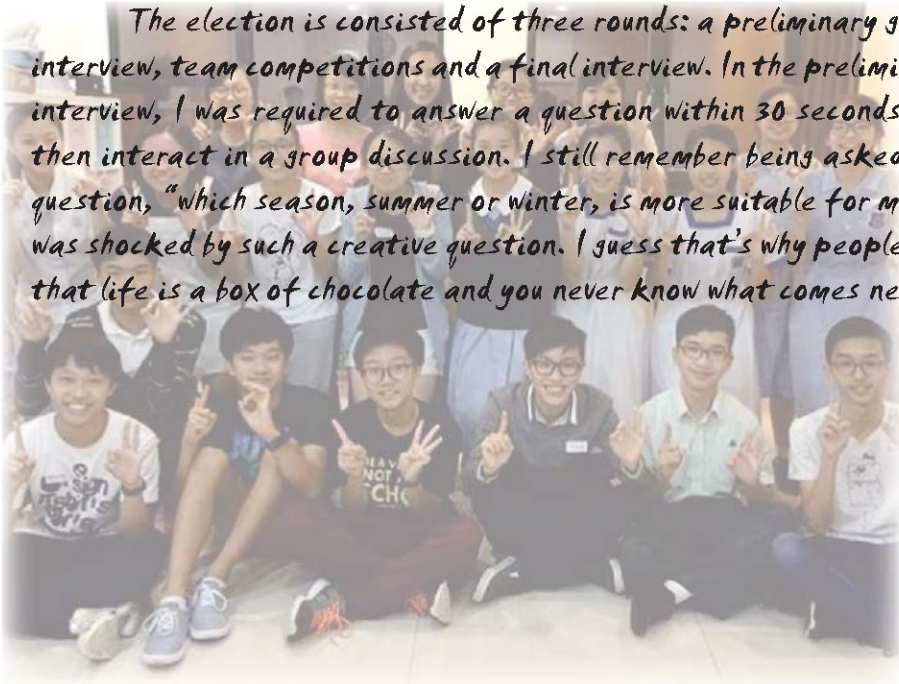 The election is consisted of three rounds: a preliminary g
interview, team competitions and a final interview. In the prelimi
interview, I was required to answer a question within 30 seconds
then interact in a group discussion. I still remember being asked
question, “which season, summer or winter, is more suitable for m
was shocked by such a creative question. I guess that's why people
that life is a box of chocolate and you never know what comes ne
NOT